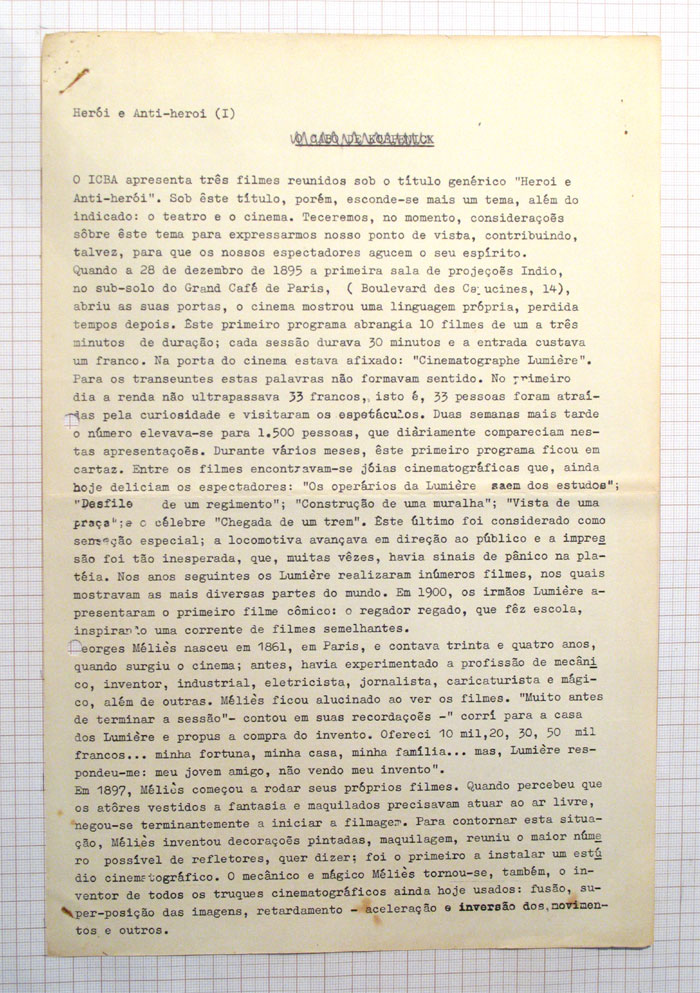 Herói e Anti-heroi (I)
O CABO DE KOEPENICK
O ICBA apresenta três filmes reunidos sob o título genérico "Heroi e
Anti-herói". Sob êste título, porém, esconde-se mais um tema, além do
indicado: o teatro e o cinema. Teceremos, no momento, consideraçoẽs
sôbre êste tema para expressarmos nosso ponto de vista, contribuindo,
talvez, para que os nossos espectadores agucem o seu espírito.
Quando a 28 de dezembro de 1895 a primeira sala de projeçoẽs Indio,
no sub-solo do Grand Café de Paris, ( Boulevard des Capucines, 14),
abriu as suas portas, o cinema mostrou uma linguagem própria, perdida
tempos depois. Êste primeiro programa abrangia 10 filmes de um a três
minutos de duração; cada sessão durava 30 minutos e a entrada custava
um franco. Na porta do cinema estava afixado: "Cinematographe Lumière".
Para os transeuntes estas palavras não formavam sentido. No primeiro
dia a renda não ultrapassava 33 francos, isto é, 33 pessoas foram atraí-
das pela curiosidade e visitaram os espetáculos. Duas semanas mais tarde
o número elevava-se para 1.500 pessoas, que diàriamente compareciam nes-
tas apresentaçoẽs. Durante vários meses, êste primeiro programa ficou em
cartaz. Entre os filmes encontravam-se jóias cinematográficas que, ainda
hoje deliciam os espectadores: "Os operários da Lumière saem dos estudos";
"Desfile de um regimento"; "Construção de uma muralha"; "Vista de uma
praça";e o célebre "Chegada de um trem". Êste último foi considerado como
sensação especial; a locomotiva avançava em direção ao público e a impres
são foi tão inesperada, que, muitas vêzes, havia sinais de pânico na pla-
téia. Nos anos seguintes os Lumière realizaram inúmeros filmes, nos quais
mostravam as mais diversas partes do mundo. Em 1900, os irmãos Lumière a-
presentaram o primeiro filme cômico: o regador regado, que fêz escola,
inspirando uma corrente de filmes semelhantes.
Georges Méliès nasceu em 1861, em Paris, e contava trinta e quatro anos,
quando surgiu o cinema; antes, havia experimentado a profissão de mecâni
co, inventor, industrial, eletricista, jornalista, caricaturista e mági-
co, além de outras. Méliès ficou alucinado ao ver os filmes. "Muito antes
de terminar a sessão"- contou em suas recordaçoẽs -" corri para a casa
dos Lumière e propus a compra do invento. Ofereci 10 mil,20, 30, 50 mil
francos... minha fortuna, minha casa, minha família... mas, Lumière res-
pondeu-me: meu jovem amigo, não vendo meu invento".
Em 1897, Méliès começou a rodar seus próprios filmes. Quando percebeu que
os atôres vestidos a fantasia e maquilados precisavam atuar ao ar livre,
negou-se terminantemente a iniciar a filmagem. Para contornar esta situa-
ção, Méliès inventou decoraçoẽs pintadas, maquilagem, reuniu o maior núme
ro possível de refletores, quer dizer; foi o primeiro a instalar um estú
dio cinematográfico. O mecânico e mágico Méliès tornou-se, também, o in-
ventor de todos os truques cinematográficos ainda hoje usados: fusão, su-
per-posição das imagens, retardamento - aceleração e inversão dos movimen-
tos e outros.